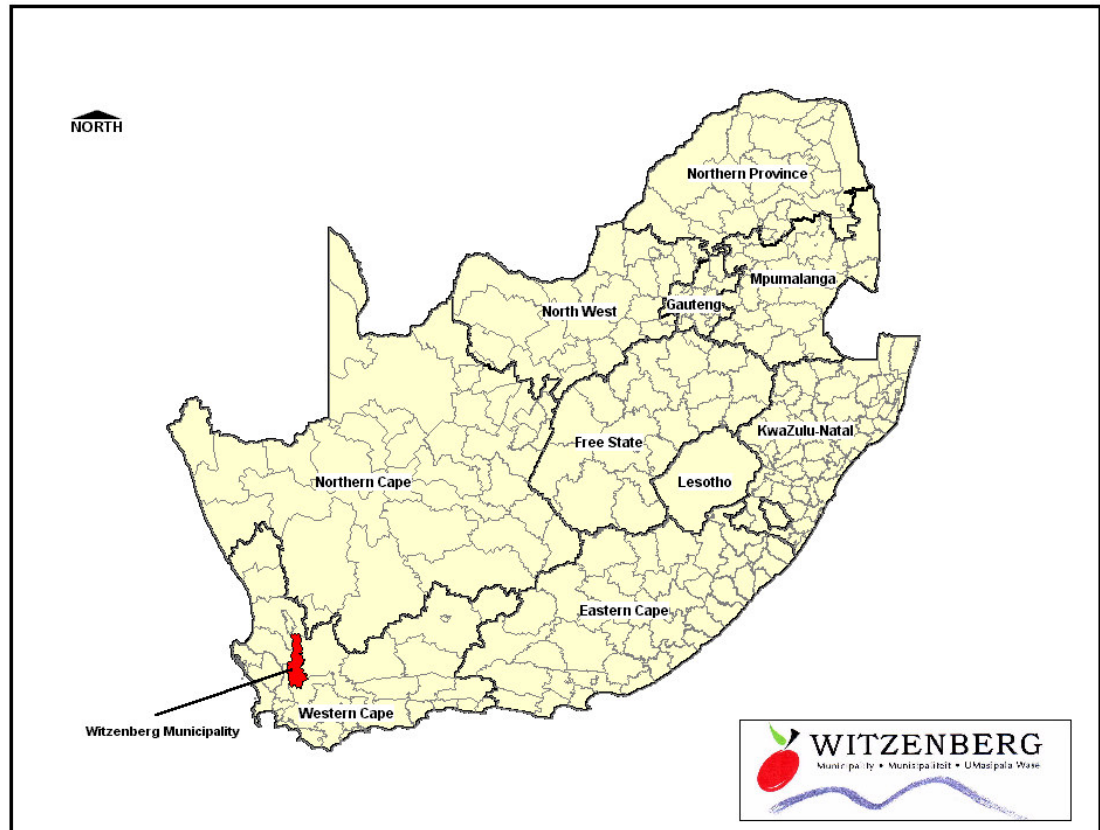 NORTH
Northern Province
Mpumalanga
Gauteng
North West
KwaZulu-Natal
Free State
Lesotho
Northern Cape
Eastern Cape
Western Cape
Witzenberg Municipality
WITZENBERG
Municipality • Munisipaliteit • UMasipala Wase